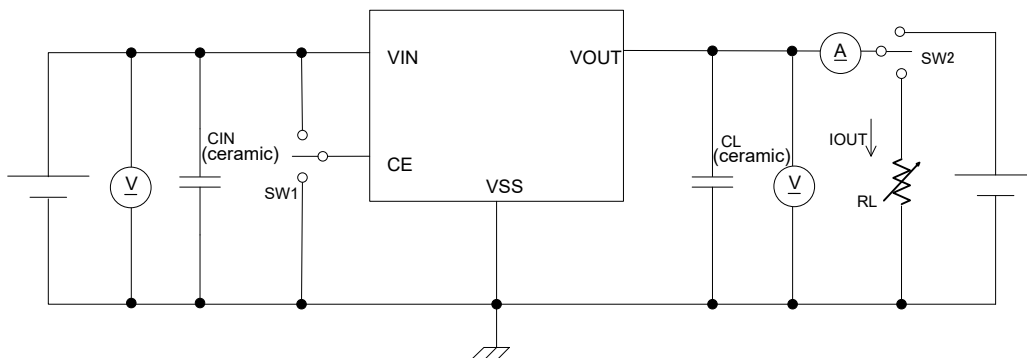 VIN
VOUT
A
SW2
CIN
(ceramic)
CE
SW1
V
VSS
CL
(ceramic)
V
IOUT
RL